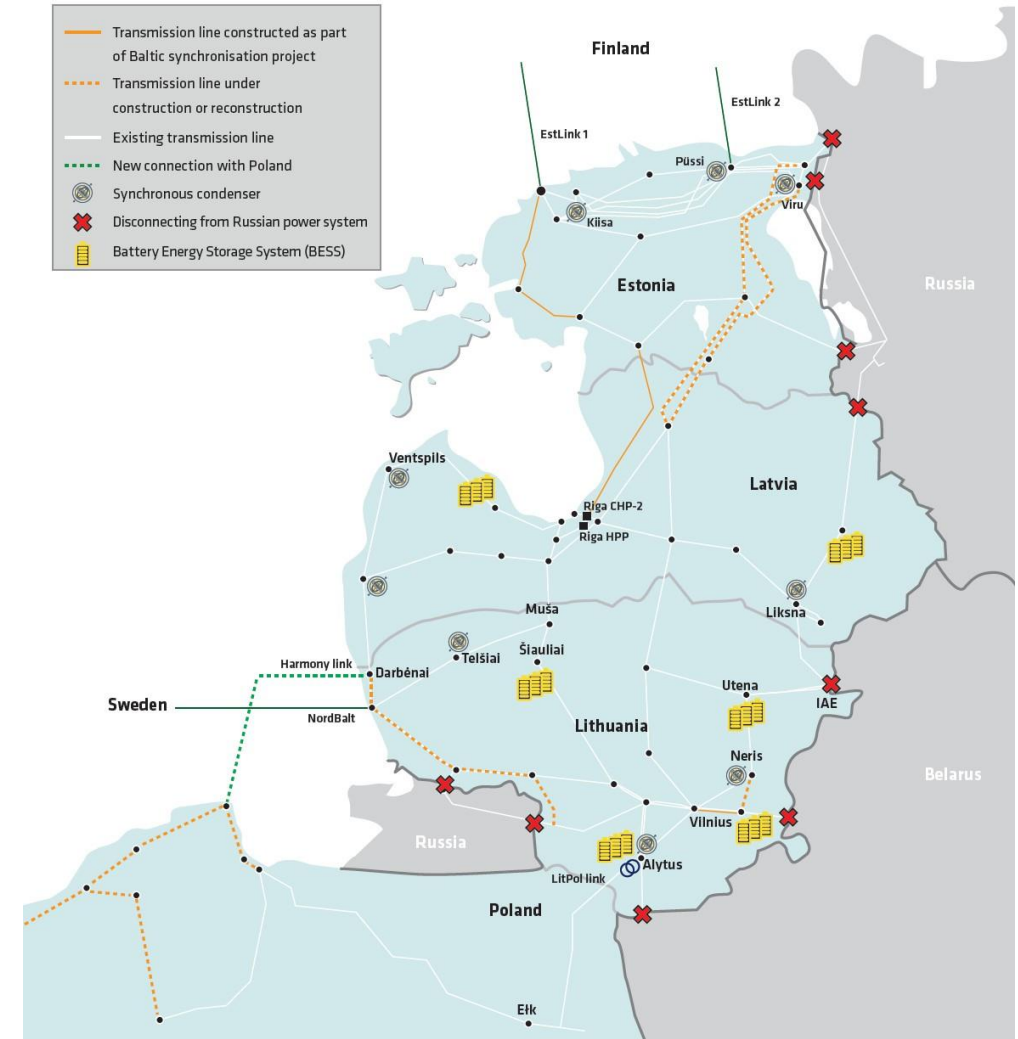 Transmission line constructed as part
of Baltic synchronisation project
Transmission line under
construction or reconstruction
Existing transmission line
New connection with Poland
Synchronous condenser
Disconnecting from Russian power system
Battery Energy Storage System (BESS)
Finland
EstLink 1
EstLink 2
Püssi
Viru
Kiisa
Estonia
Russia
Ventspils
Latvia
Riga CHP-2
Riga HPP
Muša
Liksna
Telšiai
Šiauliai
Harmony link
Darbėnai
Utena
IAE
Sweden
NordBalt
Lithuania
Neris
Belarus
Vilnius
Russia
Alytus
LitPol link
Poland
Ełk